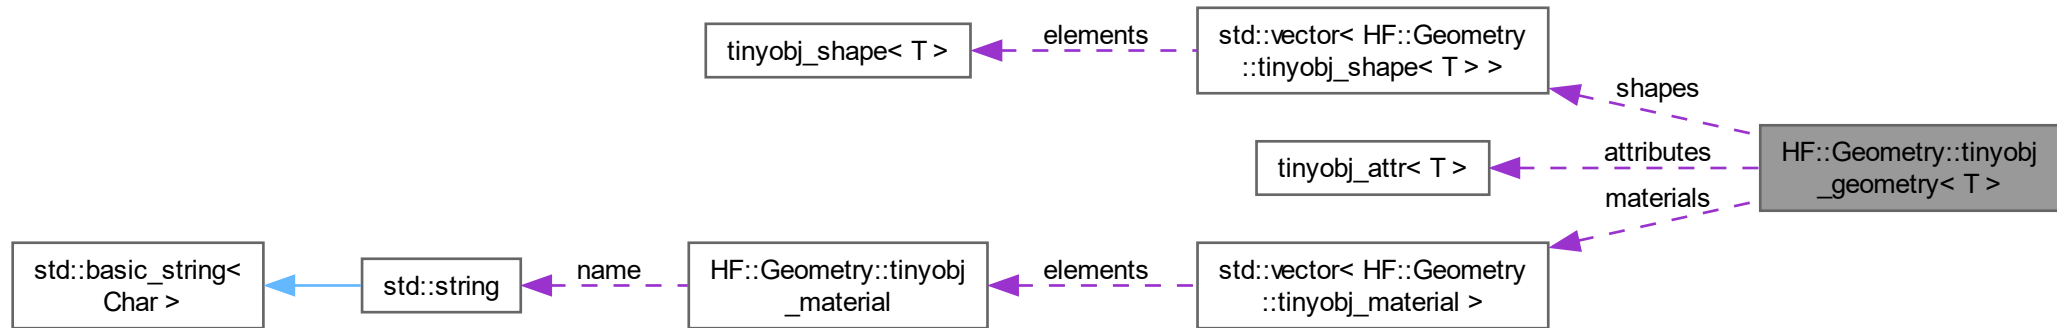 tinyobj_shape< T >
elements
std::vector< HF::Geometry
::tinyobj_shape< T > >
shapes
tinyobj_attr< T >
attributes
HF::Geometry::tinyobj
_geometry< T >
materials
std::basic_string<
Char >
std::string
name
HF::Geometry::tinyobj
_material
elements
std::vector< HF::Geometry
::tinyobj_material >